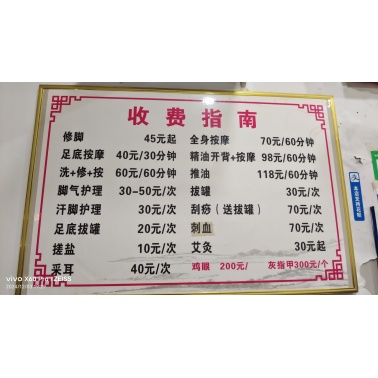 收费指南
修脚 45元起 全身按摩 70元/60分钟
足底按摩 40元/30分钟 精油开背+按摩 98元/60分钟
洗+修+按 60元/60分钟 推油 118元/60分钟
脚气护理 30-50元/次 拔罐 30元/次
汗脚护理 30元/次 刮痧（送拔罐） 70元/次
足底拔罐 20元/次 刺血 70元/次
搓盐 10元/次 艾灸 30元起
采耳 40元/次 鸡眼 200元/ 灰指甲300元/个